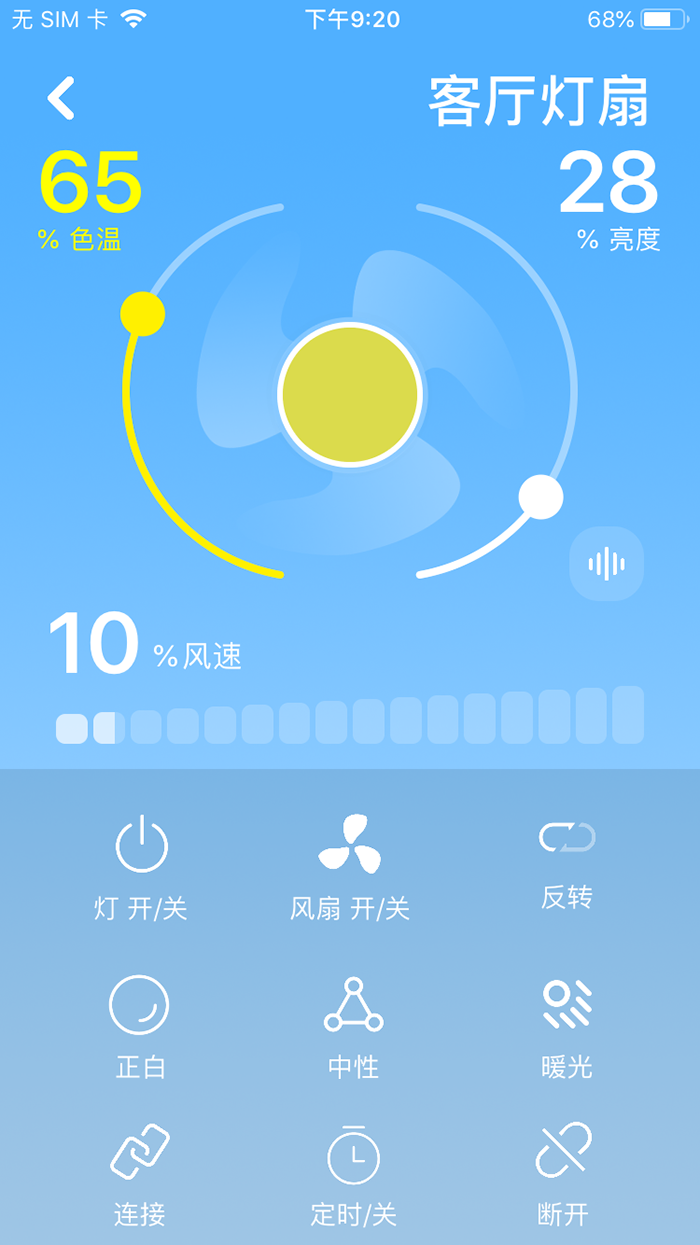 无 SIM 卡 下午9:20 68%
客厅灯扇
65 28
% 色温 % 亮度
10 %风速
灯 开/关 风扇 开/关 反转
正白 中性 暖光
连接 定时/关 断开